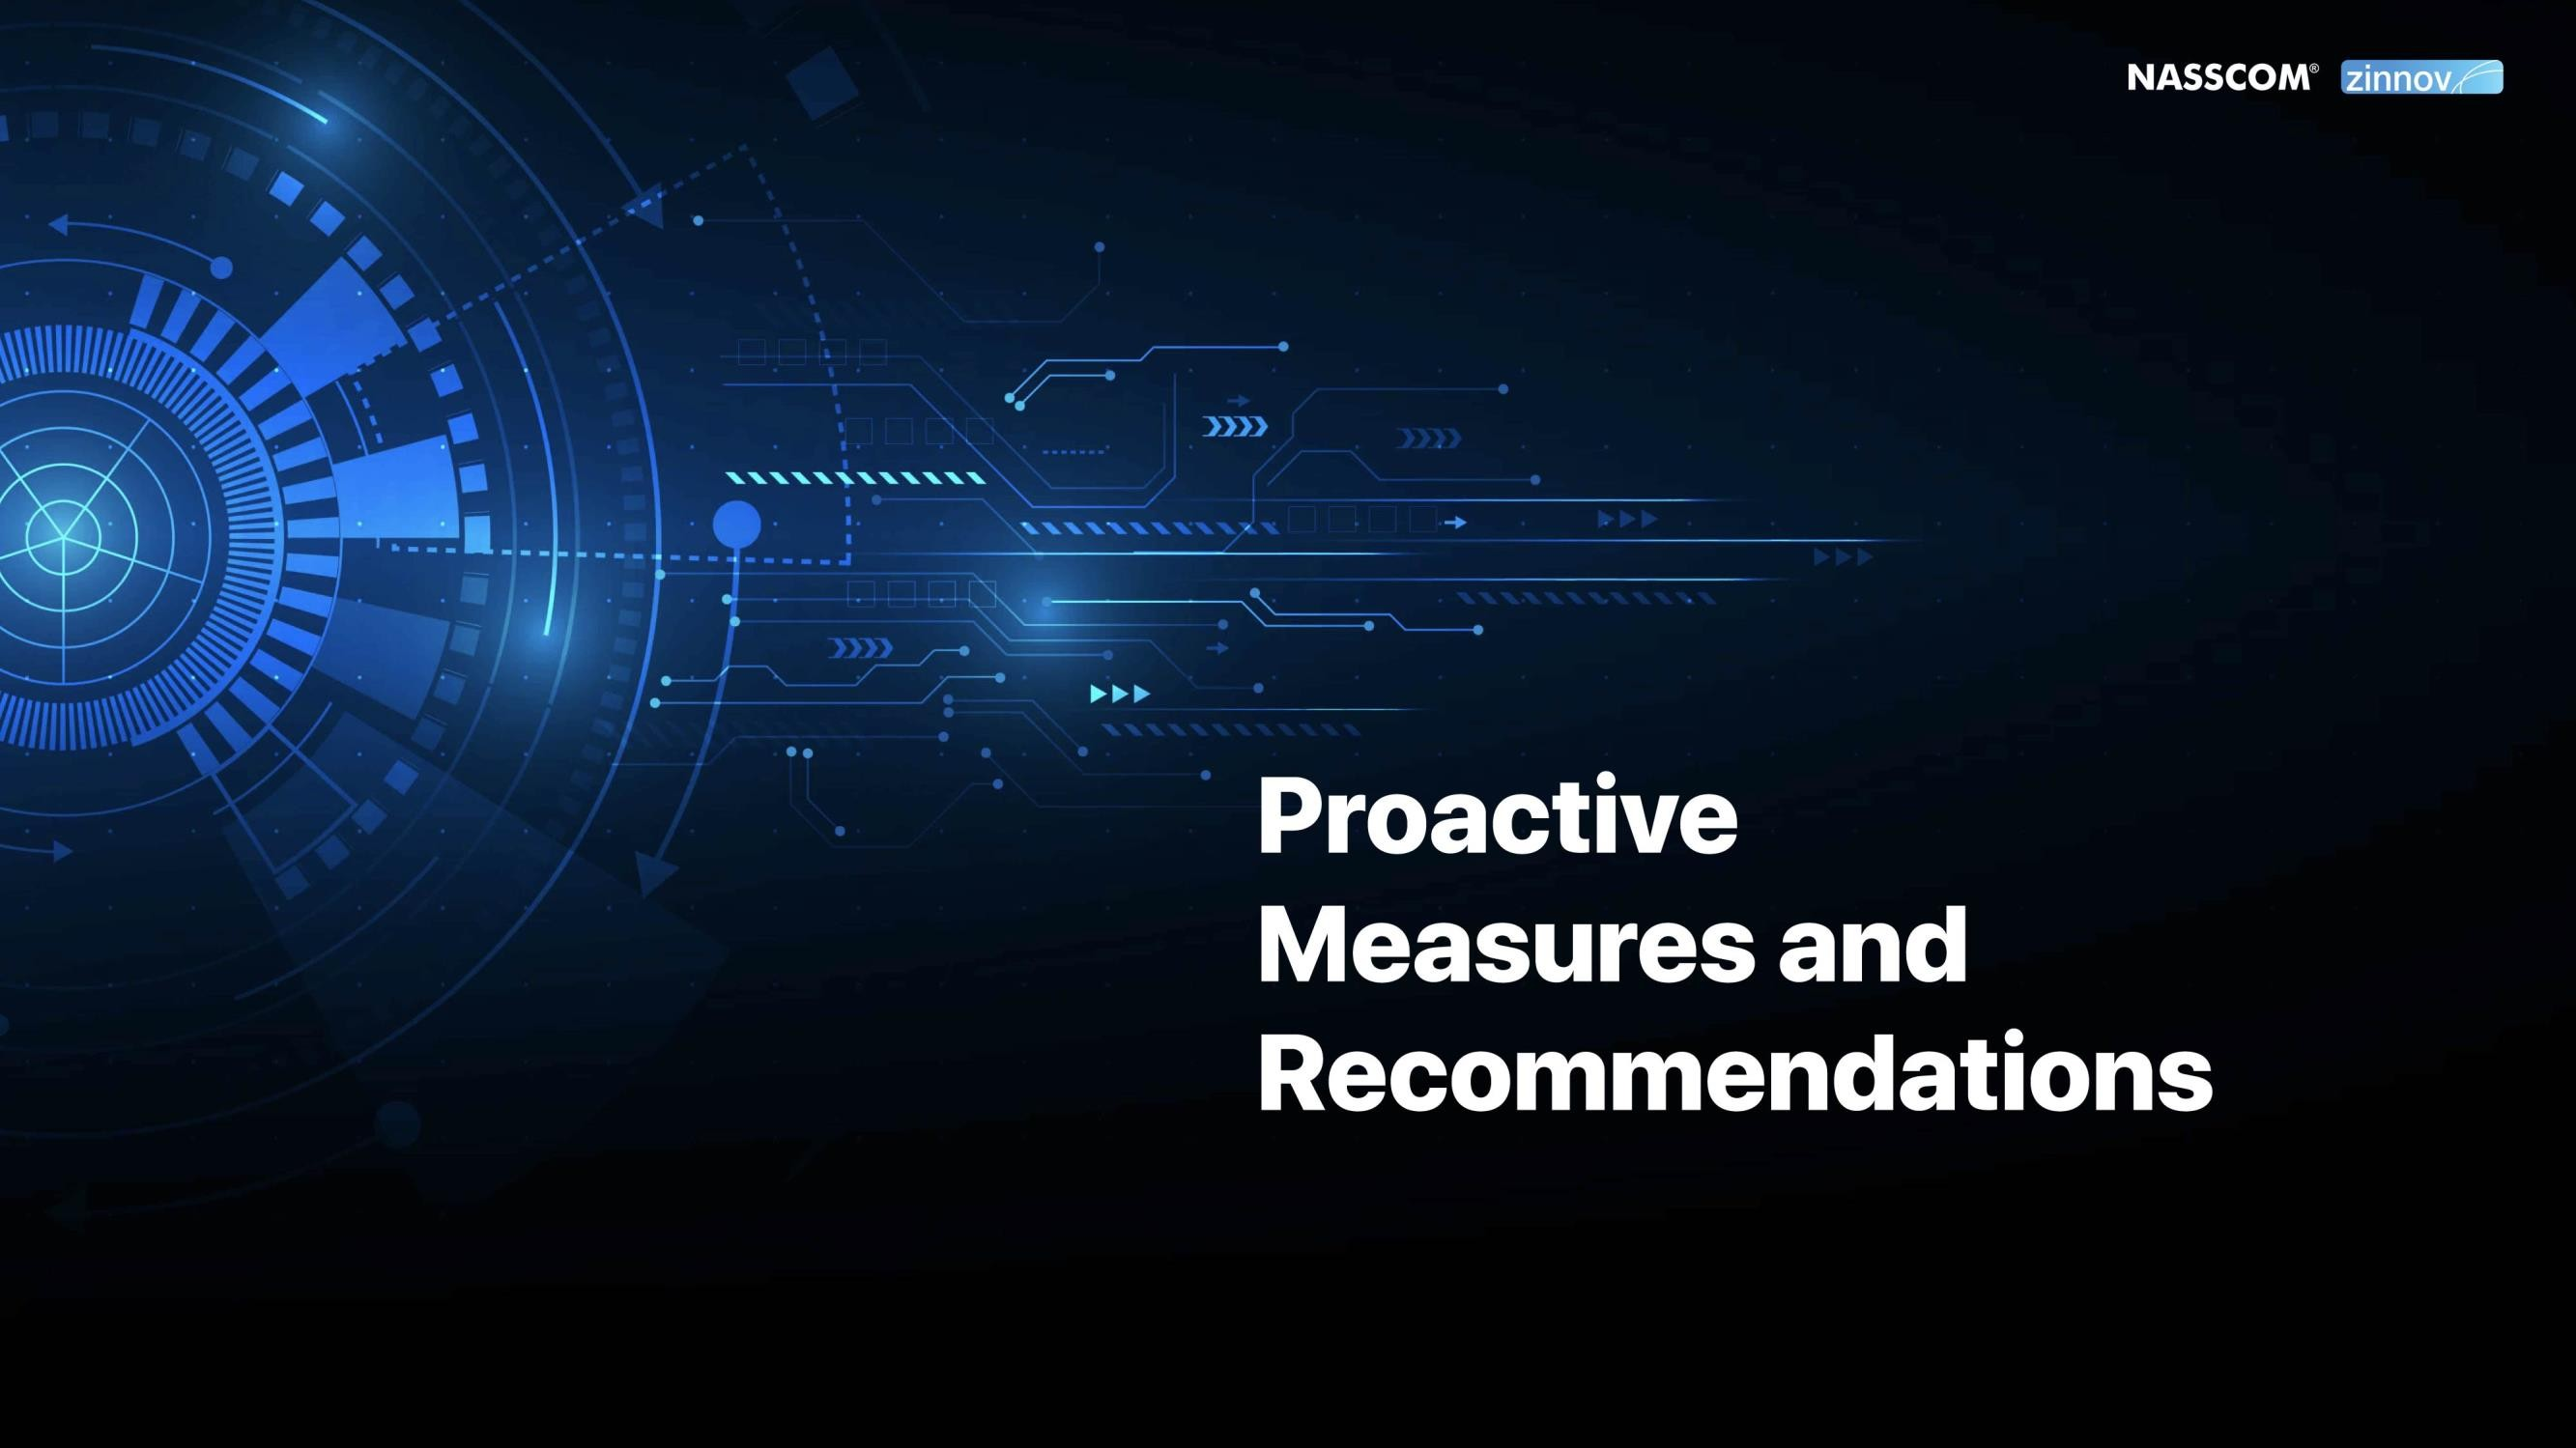 NASSCOM® zinnov
Proactive
Measures and
Recommendations